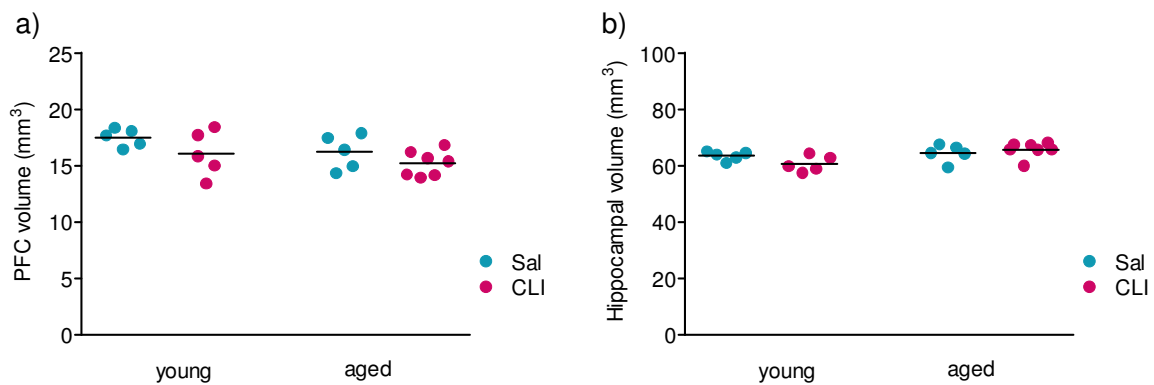 a)
PFC volume (mm³)
25
20
15
10
5
0
young
aged
Sal
CLI
b)
Hippocampal volume (mm³)
100
80
60
40
20
0
young
aged
Sal
CLI